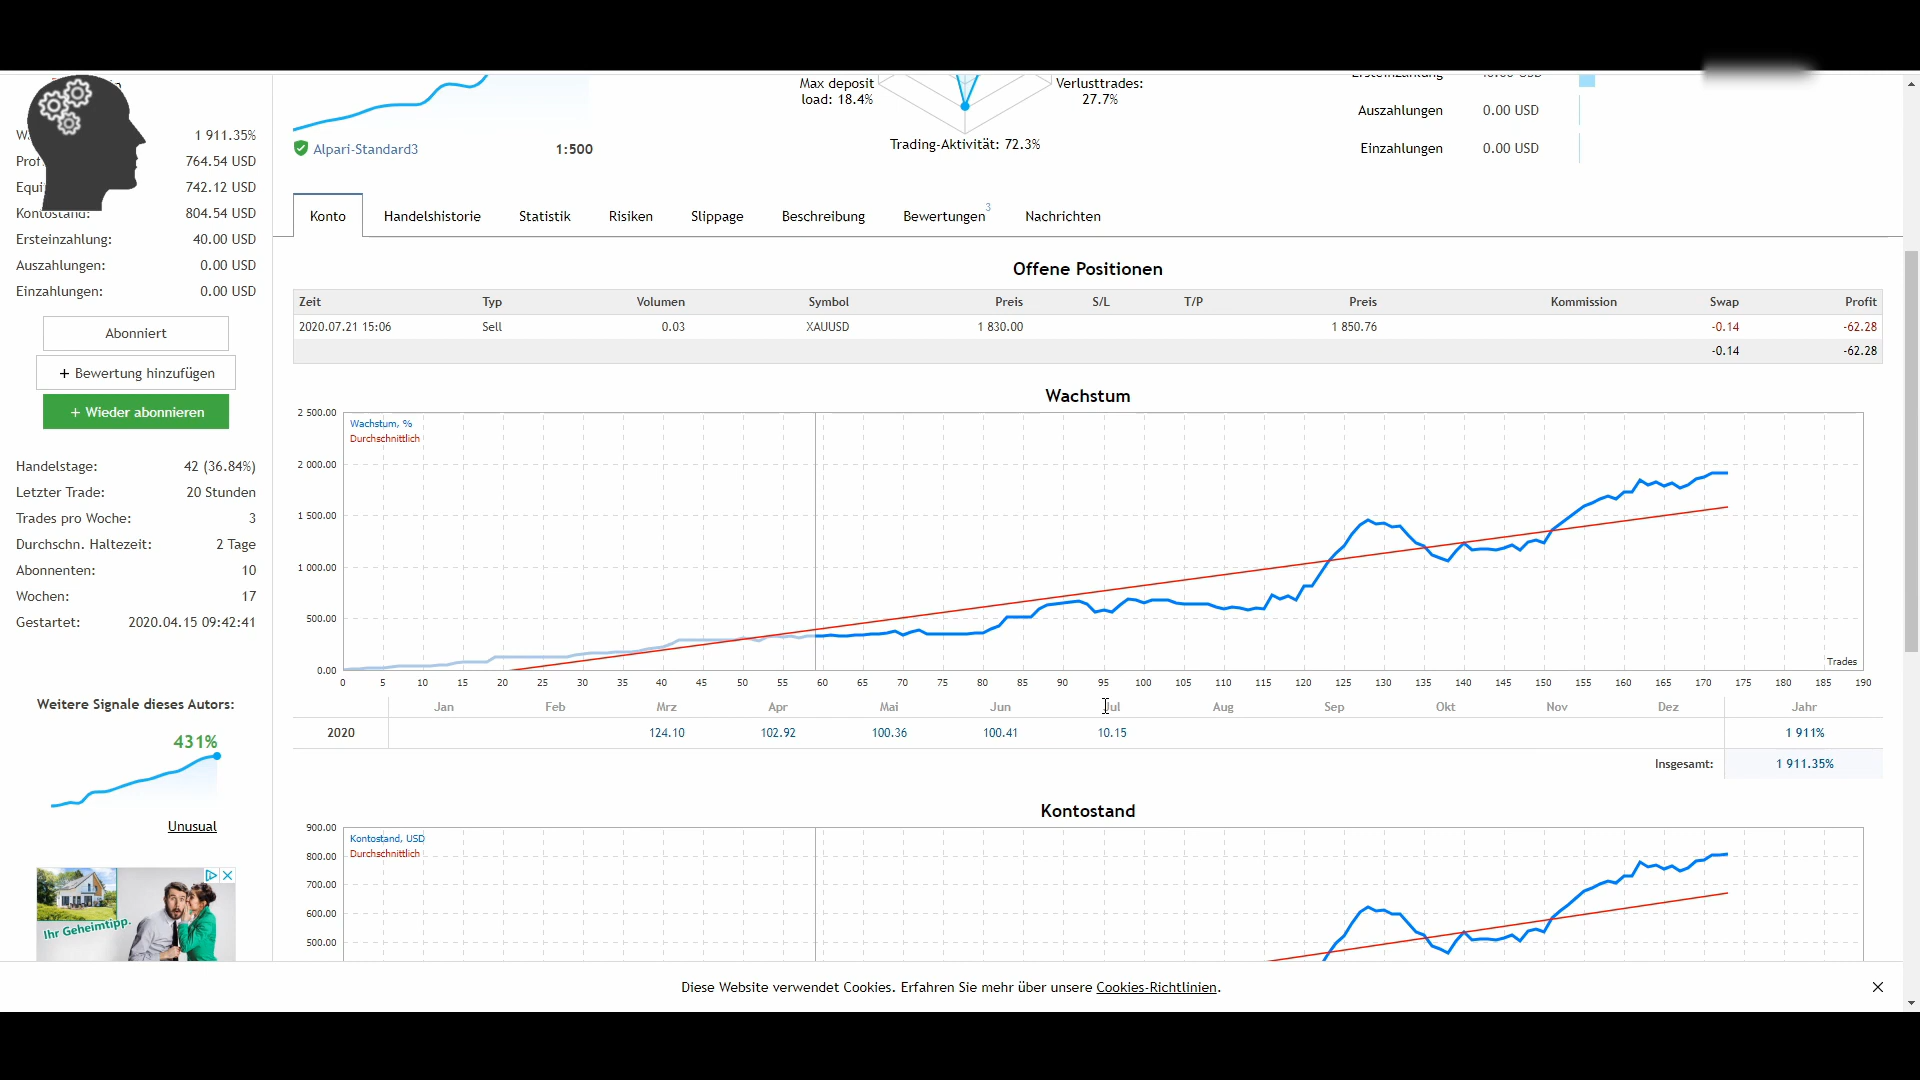 W
1 911.35%
Prof
764.54 USD
Equi
742.12 USD
Kontostand:
804.54 USD
Ersteinzahlung:
40.00 USD
Auszahlungen:
0.00 USD
Einzahlungen:
0.00 USD
Abonniert
+ Bewertung hinzufügen
+ Wieder abonnieren
Handelstage:
42 (36.84%)
Letzter Trade:
20 Stunden
Trades pro Woche:
3
Durchschn. Haltezeit:
2 Tage
Abonnenten:
10
Wochen:
17
Gestartet:
2020.04.15 09:42:41
Weitere Signale dieses Autors:
431%
Unusual
Ihr Geheimtipp.
Alpari-Standard3
1:500
Max deposit
load: 18.4%
Verlusttrades:
27.7%
Trading-Aktivität: 72.3%
Auszahlungen 0.00 USD
Einzahlungen 0.00 USD
Konto Handelshistorie Statistik Risiken Slippage Beschreibung Bewertungen 3 Nachrichten
Offene Positionen
Zeit Typ Volumen Symbol Preis S/L T/P Preis Kommission Swap Profit
2020.07.21 15:06 Sell 0.03 XAUUSD 1 830.00 1 850.76 -0.14 -62.28
-0.14 -62.28
Wachstum
2 500.00
Wachstum, %
Durchschnittlich
2 000.00
1 500.00
1 000.00
500.00
0.00
Trades
0 5 10 15 20 25 30 35 40 45 50 55 60 65 70 75 80 85 90 95 100 105 110 115 120 125 130 135 140 145 150 155 160 165 170 175 180 185 190
Jan Feb Mrz Apr Mai Jun Jul Aug Sep Okt Nov Dez Jahr
2020 124.10 102.92 100.36 100.41 10.15 1 911%
Insgesamt: 1 911.35%
Kontostand
900.00
Kontostand, USD
Durchschnittlich
800.00
700.00
600.00
500.00
Diese Website verwendet Cookies. Erfahren Sie mehr über unsere Cookies-Richtlinien.